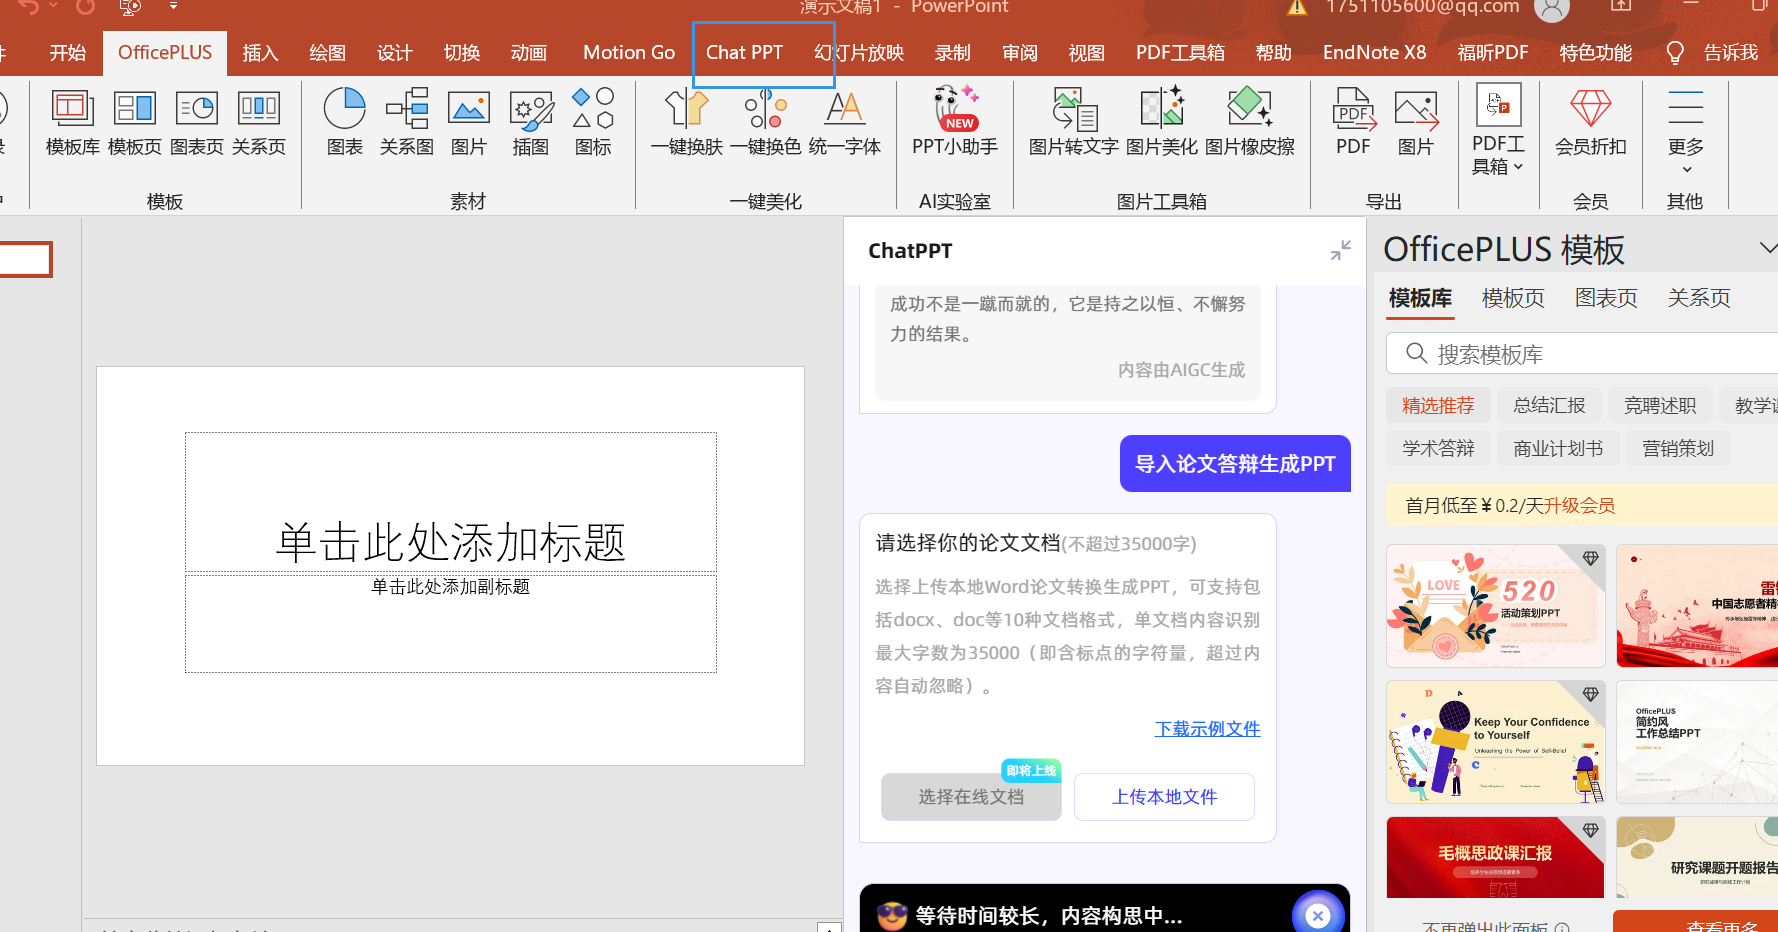 演示文稿1 - PowerPoint
1751105600@qq.com
开始 OfficePLUS 插入 绘图 设计 切换 动画 Motion Go Chat PPT 幻灯片放映 录制 审阅 视图 PDF工具箱 帮助 EndNote X8 福昕PDF 特色功能 告诉我
NEW
模板库 模板页 图表页 关系页 图表 关系图 图片 插图 图标 一键换肤 一键换色 统一字体 PPT小助手 图片转文字 图片美化 图片橡皮擦 PDF 图片 PDF工 会员折扣 更多
具箱
模板 素材 一键美化 AI实验室 图片工具箱 导出 会员 其他
单击此处添加标题
单击此处添加副标题
ChatPPT
成功不是一蹴而就的，它是持之以恒、不懈努
力的结果。
内容由AIGC生成
导入论文答辩生成PPT
请选择你的论文文档(不超过35000字)
选择上传本地Word论文转换生成PPT，可支持包
括docx、doc等10种文档格式，单文档内容识别
最大字数为35000（即含标点的字符量，超过内
容自动忽略）。
下载示例文件
即将上线
选择在线文档 上传本地文件
等待时间较长，内容构思中...
OfficePLUS 模板
模板库 模板页 图表页 关系页
搜索模板库
精选推荐 总结汇报 竞聘述职 教学
学术答辩 商业计划书 营销策划
首月低至¥0.2/天升级会员
LOVE
520
活动策划PPT
中国志愿者精
Keep Your Confidence
to Yourself
Unleashing the Power of Self-Belief
OfficePLUS
简约风
工作总结PPT
毛概思政课汇报
研究课题开题报告
不再弹出此面板
查看更多